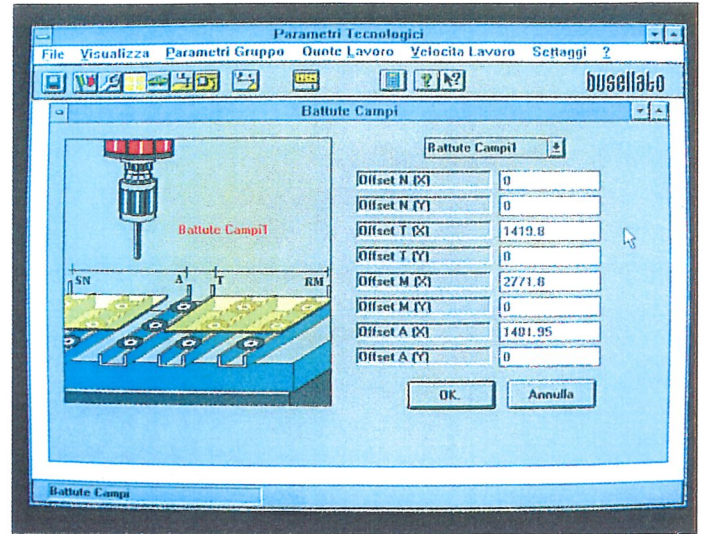 Parametri Tecnologici
File Visualizza Parametri Gruppo Quote Lavoro Velocita Lavoro Settaggi ?
busellato
Battute Campi
Battute Campi1
Battute Campi1
SN A T RM
Offset N (X) 0
Offset N (Y) 0
Offset T (X) 1419.8
Offset T (Y) 0
Offset M (X) 2771.8
Offset M (Y) 0
Offset A (X) 1401.95
Offset A (Y) 0
OK. Annulla
Battute Campi